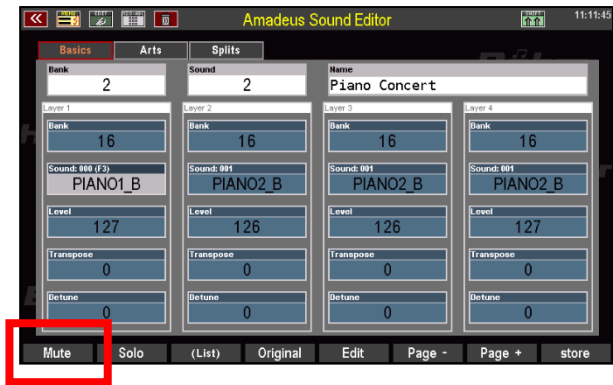 Amadeus Sound Editor
11:11:45
Basics Arts Splits
Bank Sound Name
2 2 Piano Concert
Layer 1 Layer 2 Layer 3 Layer 4
Bank Bank Bank Bank
16 16 16 16
Sound: 000 (F3) Sound: 001 Sound: 001 Sound: 001
PIANO1_B PIANO2_B PIANO2_B PIANO2_B
Level Level Level Level
127 126 126 127
Transpose Transpose Transpose Transpose
0 0 0 0
Detune Detune Detune Detune
0 0 0 0
Mute Solo (List) Original Edit Page - Page + store